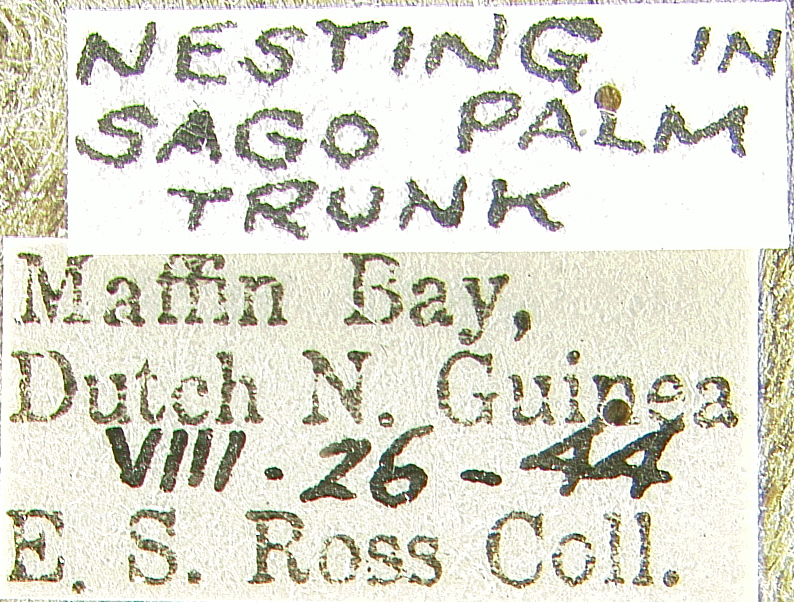 NESTING IN
SAGO PALM
TRUNK
Maffin Bay,
Dutch N. Guinea
VIII.26-44
E. S. Ross Coll.